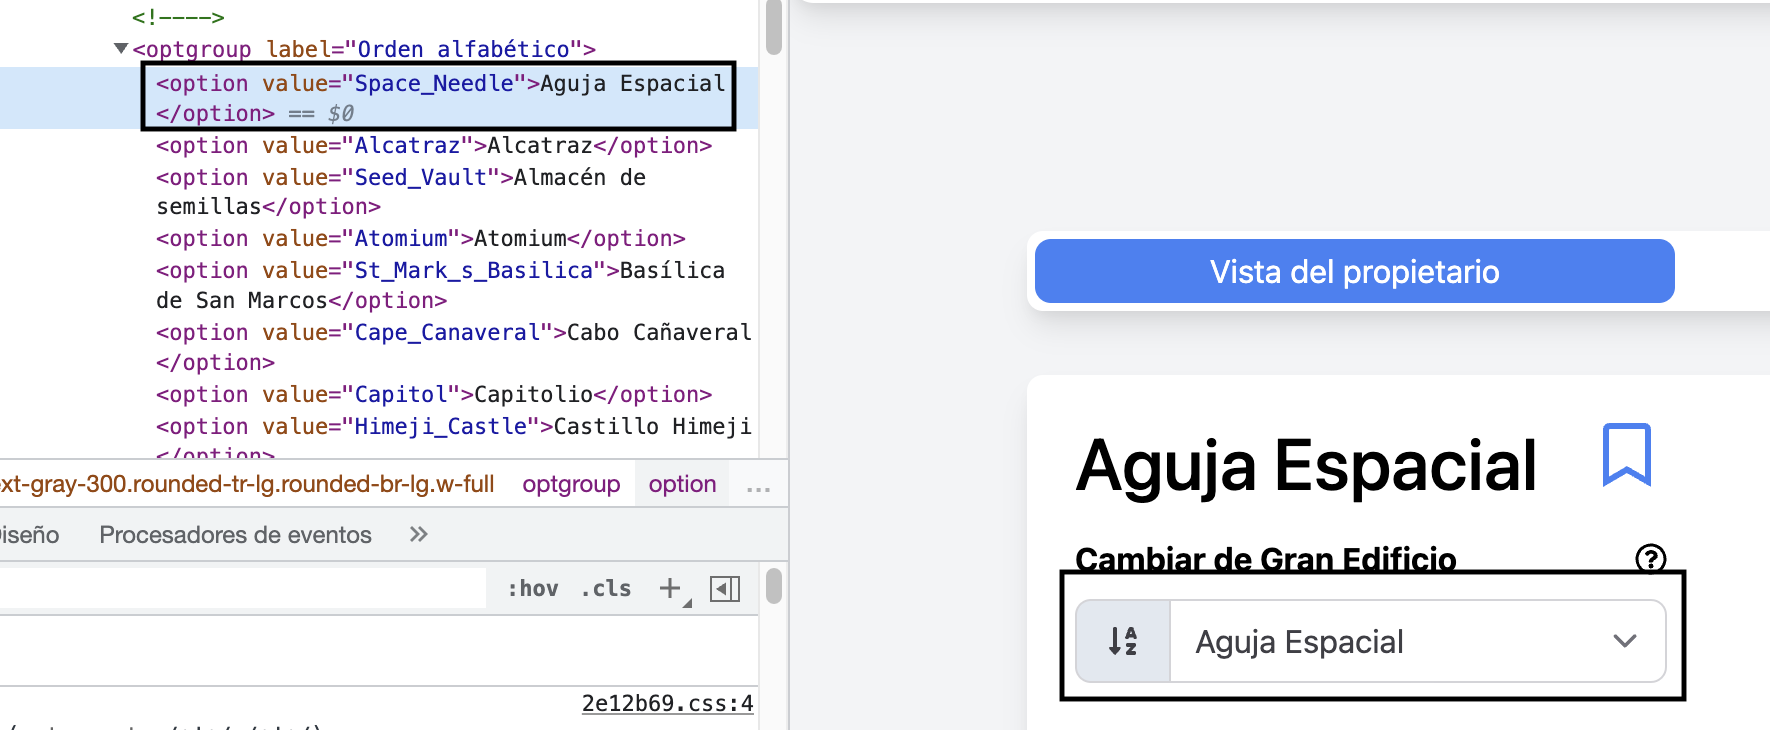 <!---->
<optgroup label="Orden alfabético">
<option value="Space_Needle">Aguja Espacial
</option> == $0
<option value="Alcatraz">Alcatraz</option>
<option value="Seed_Vault">Almacén de
semillas</option>
<option value="Atomium">Atomium</option>
<option value="St_Mark_s_Basilica">Basílica
de San Marcos</option>
<option value="Cape_Canaveral">Cabo Cañaveral
</option>
<option value="Capitol">Capitolio</option>
<option value="Himeji_Castle">Castillo Himeji
</option>
xt-gray-300.rounded-tr-lg.rounded-br-lg.w-full optgroup option ...
iseño Procesadores de eventos »
:hov .cls +
2e12b69.css:4
Vista del propietario
Aguja Espacial
Cambiar de Gran Edificio ?
AZ Aguja Espacial